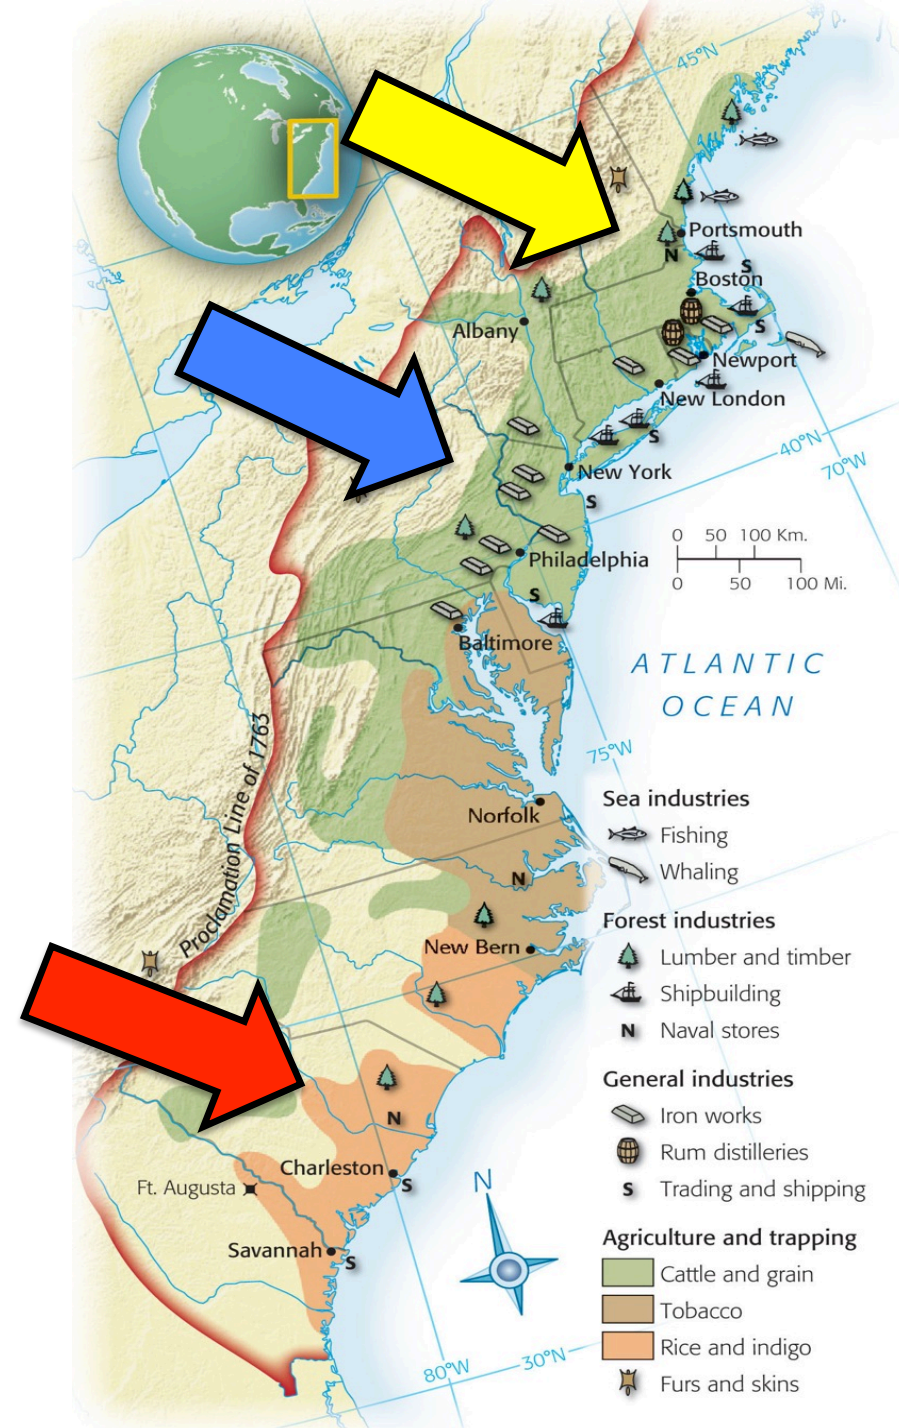 45°N
Portsmouth
N
S
Boston
S
Albany
Newport
New London
S
40°N
70°W
New York
S
0 50 100 Km.
0 50 100 Mi.
Philadelphia
S
Baltimore
ATLANTIC
OCEAN
75°W
Proclamation Line of 1763
Norfolk
N
New Bern
N
Charleston
S
Ft. Augusta
Savannah
S
N
80°W
30°N
Sea industries
Fishing
Whaling
Forest industries
Lumber and timber
Shipbuilding
N Naval stores
General industries
Iron works
Rum distilleries
S Trading and shipping
Agriculture and trapping
Cattle and grain
Tobacco
Rice and indigo
Furs and skins